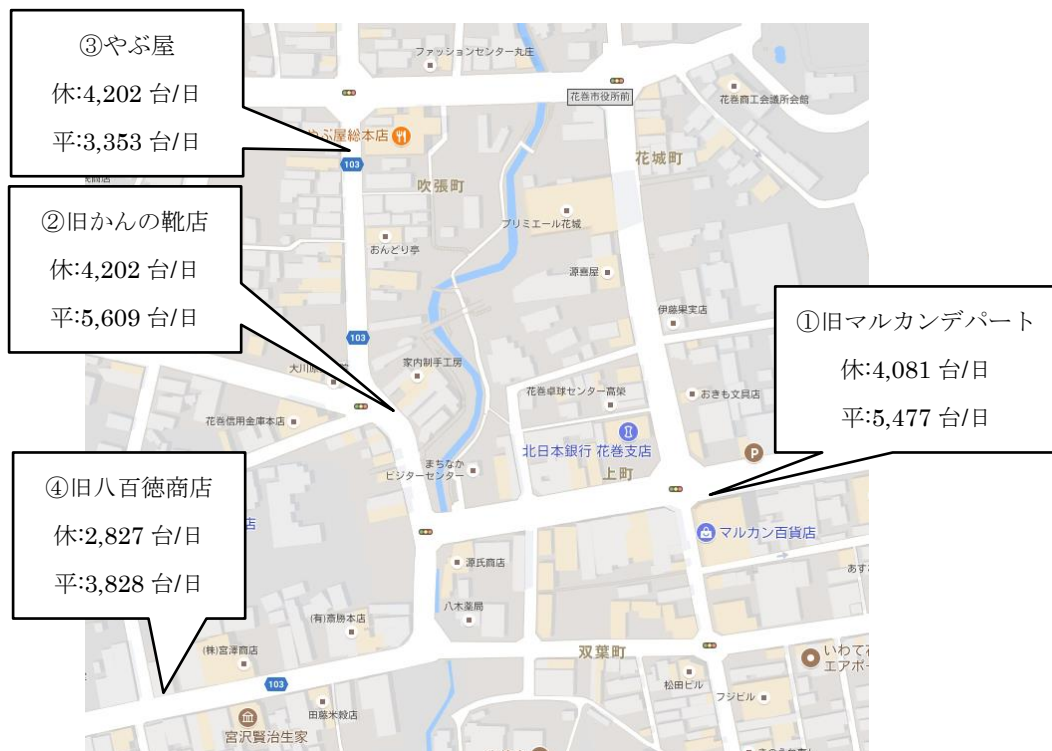 ③やぶ屋
休:4,202 台/日
平:3,353 台/日
②旧かんの靴店
休:4,202 台/日
平:5,609 台/日
①旧マルカンデパート
休:4,081 台/日
平:5,477 台/日
④旧八百徳商店
休:2,827 台/日
平:3,828 台/日
ファッションセンター丸庄
花巻市役所前
花巻商工会議所会館
やぶ屋総本店
103
吹張町
花城町
プリミエール花城
おんどり亭
源喜屋
伊藤果実店
103
家内制手工房
花巻卓球センター高榮
おきも文具店
花巻信用金庫本店
北日本銀行 花巻支店
P
まちなか
ビジターセンター
上町
マルカン百貨店
源氏商店
八木薬局
(有)斎勝本店
(株)宮澤商店
双葉町
松田ビル
フジビル
103
田藤米穀店
宮沢賢治生家